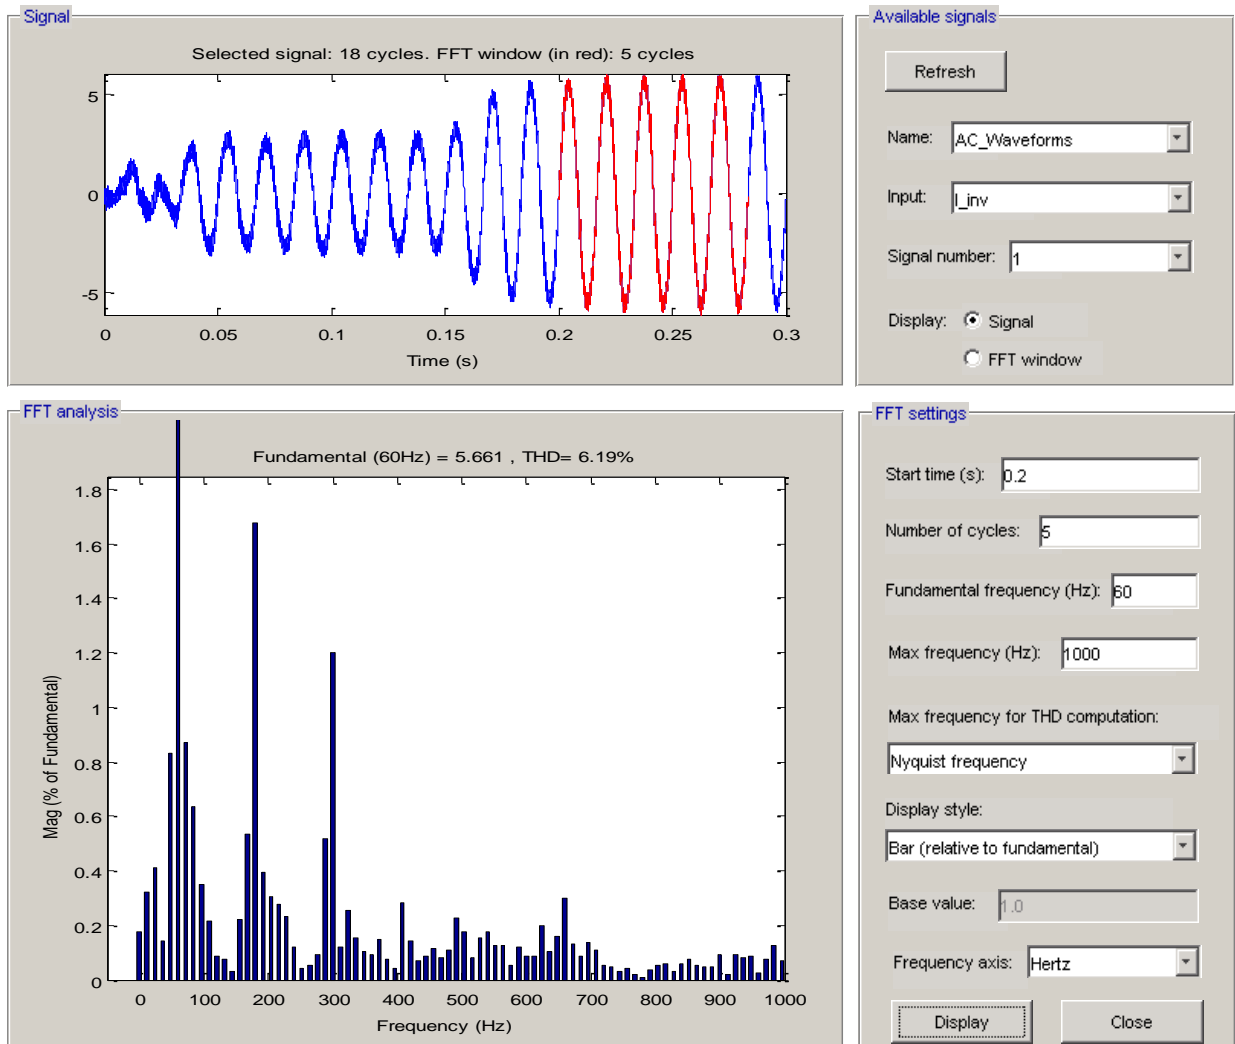 Signal
Selected signal: 18 cycles. FFT window (in red): 5 cycles
5
0
-5
0 0.05 0.1 0.15 0.2 0.25 0.3
Time (s)
Available signals
Refresh
Name: AC_Waveforms
Input: I_inv
Signal number: 1
Display: Signal
FFT window
FFT analysis
Fundamental (60Hz) = 5.661 , THD= 6.19%
1.8
1.6
1.4
1.2
1
0.8
0.6
0.4
0.2
0
Mag (% of Fundamental)
0 100 200 300 400 500 600 700 800 900 1000
Frequency (Hz)
FFT settings
Start time (s): 0.2
Number of cycles: 5
Fundamental frequency (Hz): 60
Max frequency (Hz): 1000
Max frequency for THD computation:
Nyquist frequency
Display style:
Bar (relative to fundamental)
Base value: 1.0
Frequency axis: Hertz
Display Close